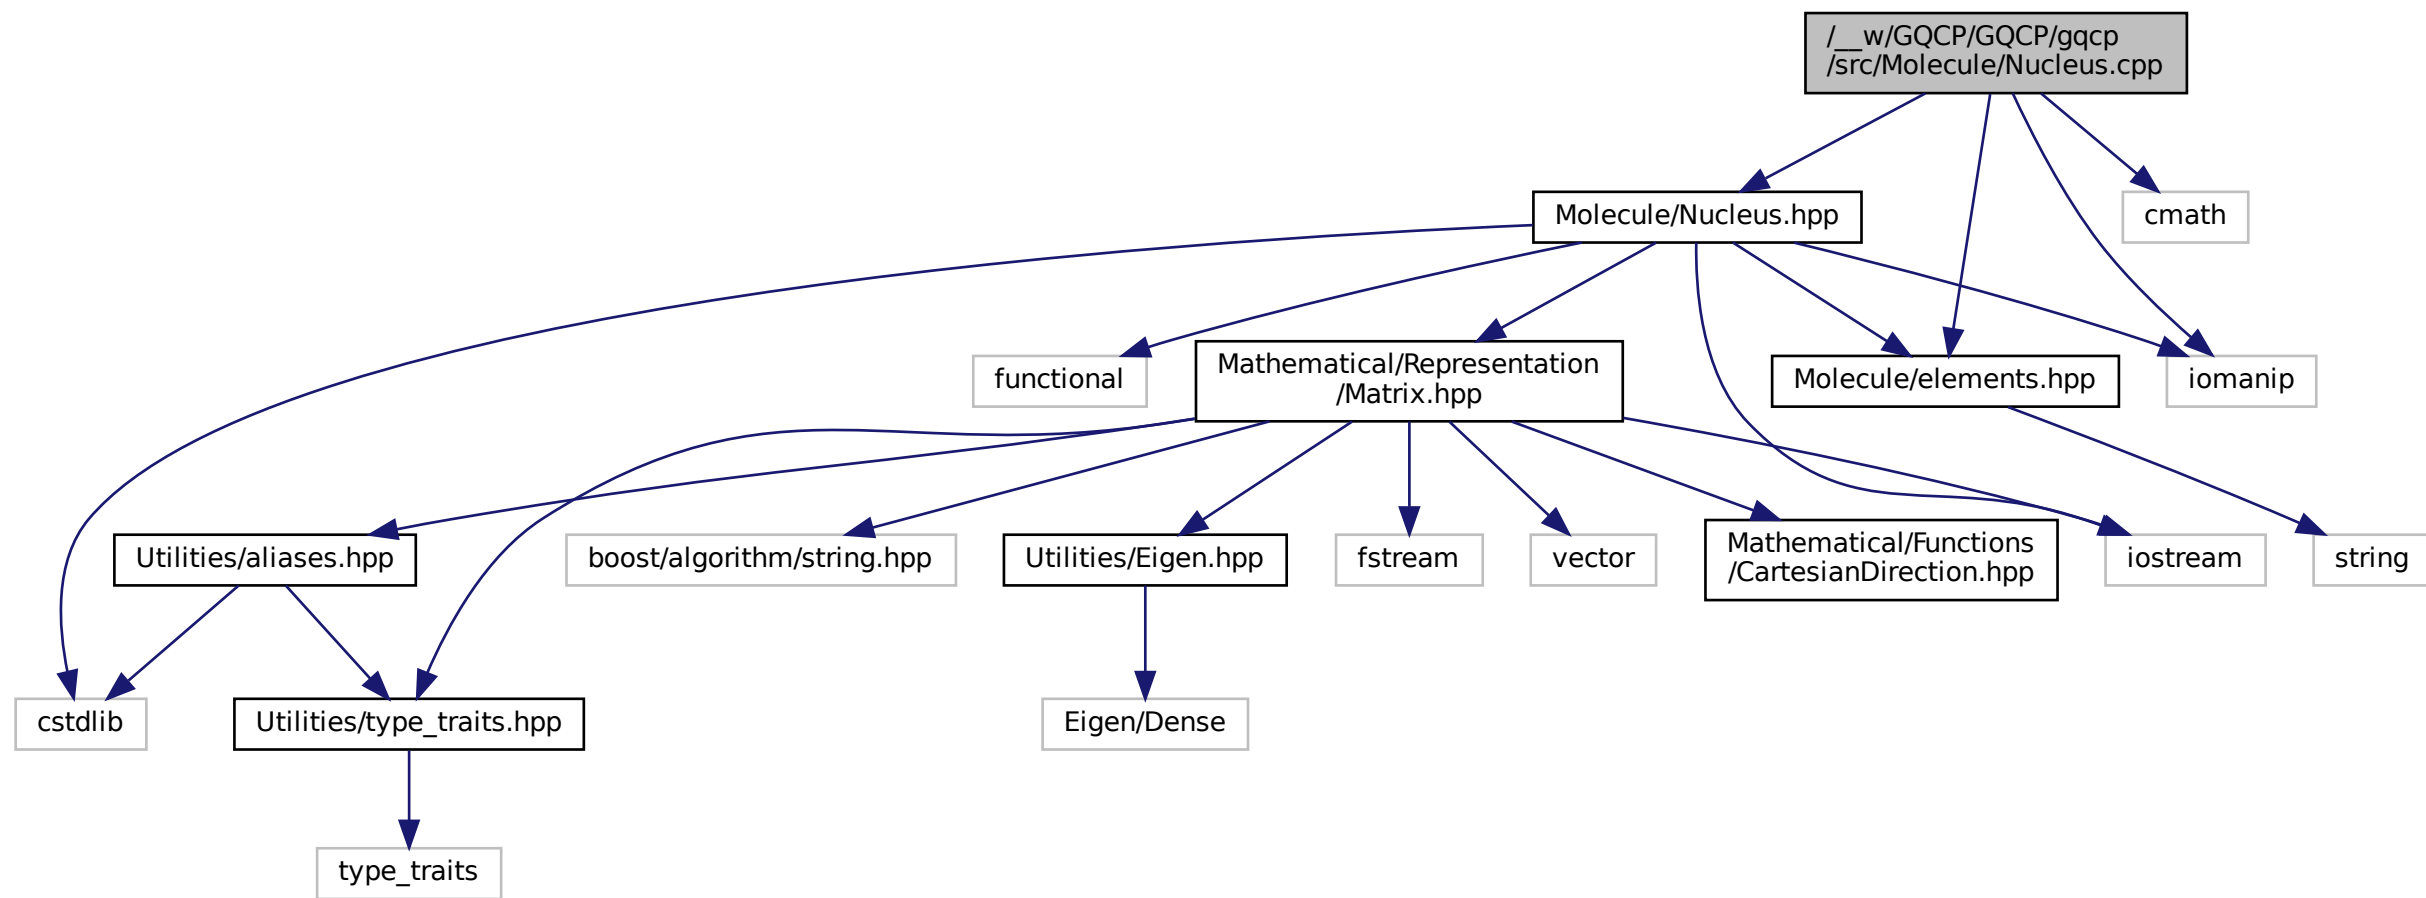 /__w/GQCP/GQCP/gqcp
/src/Molecule/Nucleus.cpp
Molecule/Nucleus.hpp
cmath
functional
Mathematical/Representation
/Matrix.hpp
Molecule/elements.hpp
iomanip
Utilities/aliases.hpp
boost/algorithm/string.hpp
Utilities/Eigen.hpp
fstream
vector
Mathematical/Functions
/CartesianDirection.hpp
iostream
string
cstdlib
Utilities/type_traits.hpp
Eigen/Dense
type_traits